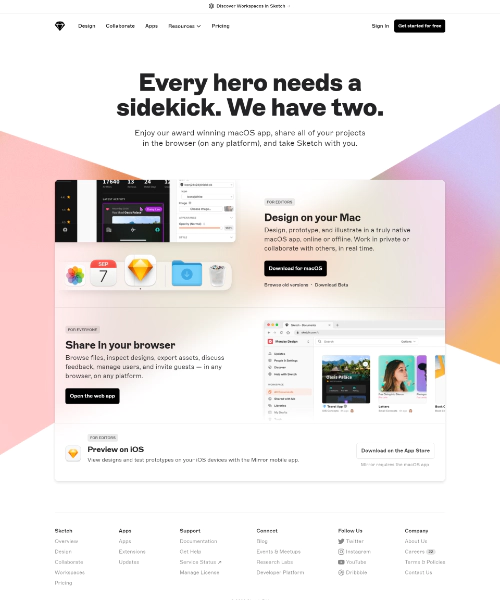 Discover Workspaces in Sketch
Design
Collaborate
Apps
Resources
Pricing
Sign in
Get started for free
Every hero needs a
sidekick. We have two.
Enjoy our award winning macOS app, share all of your projects
in the browser (on any platform), and take Sketch with you.
FOR EDITORS
Design on your Mac
Design, prototype, and illustrate in a truly native
macOS app, online or offline. Work in private or
collaborate with others, in real time.
Download for macOS
Browse old versions • Download Beta
SEP
7
FOR EVERYONE
Share in your browser
Browse files, inspect designs, export assets, discuss
feedback, manage users, and invite guests — in any
browser, on any platform.
Open the web app
FOR EDITORS
Preview on iOS
View designs and test prototypes on your iOS devices with the Mirror mobile app.
Download on the App Store
Mirror requires the macOS app
Sketch
Overview
Design
Collaborate
Workspaces
Pricing
Apps
Apps
Extensions
Updates
Support
Documentation
Get Help
Service Status ↗
Manage License
Connect
Blog
Events & Meetups
Research Labs
Developer Platform
Follow Us
Twitter
Instagram
YouTube
Dribbble
Company
About Us
Careers
Terms & Policies
Contact Us